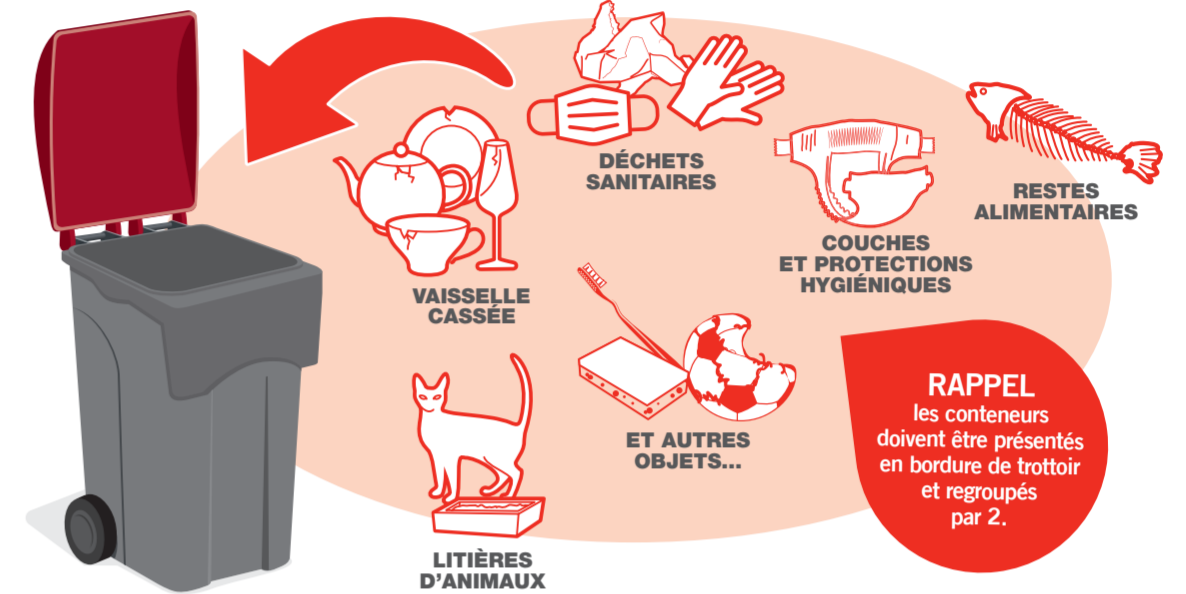 DÉCHETS
SANITAIRES
RESTES
ALIMENTAIRES
COUCHES
ET PROTECTIONS
HYGIÉNIQUES
VAISSELLE
CASSÉE
ET AUTRES
OBJETS...
LITIÈRES
D'ANIMAUX
RAPPEL
les conteneurs
doivent être présentés
en bordure de trottoir
et regroupés
par 2.